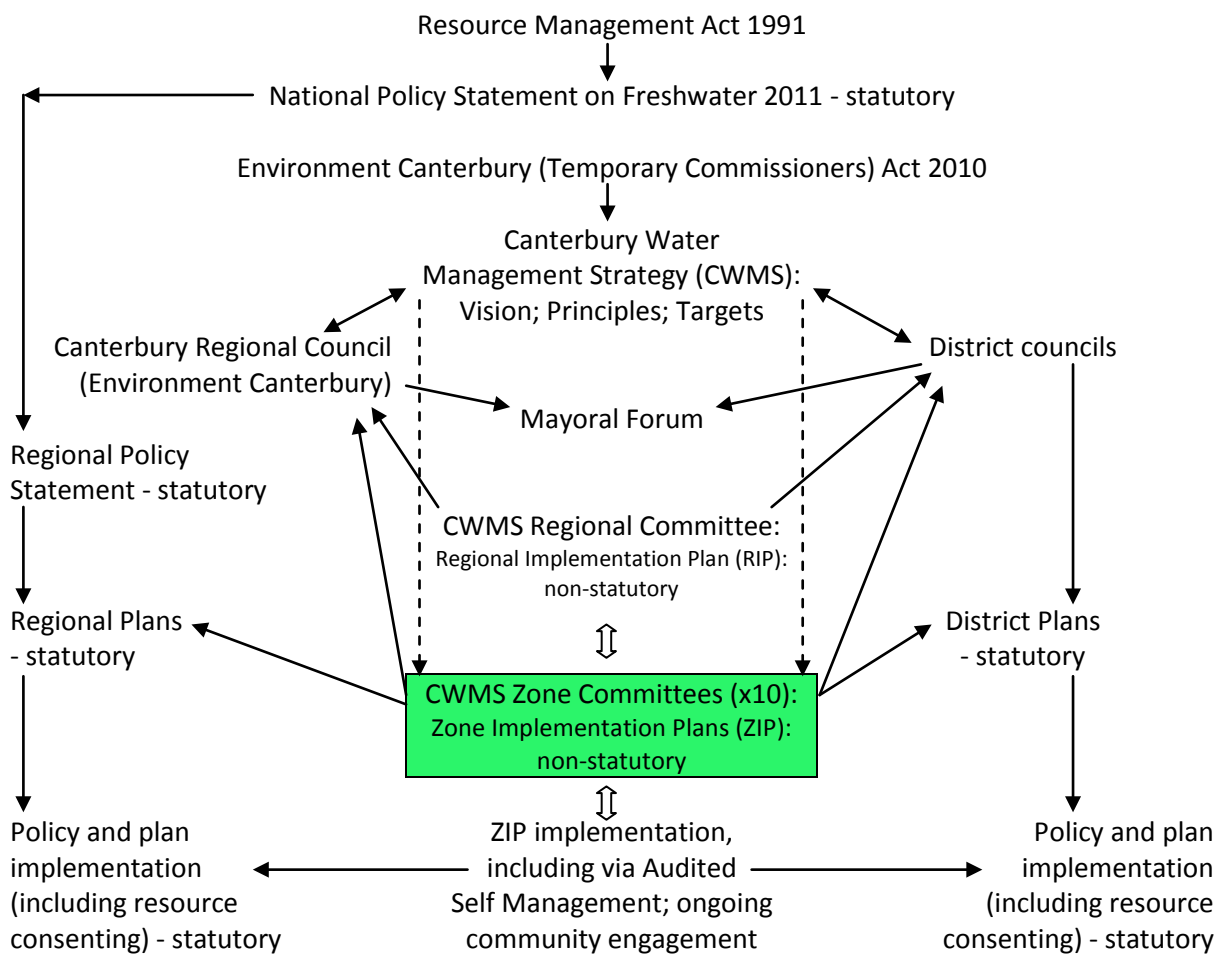 Resource Management Act 1991
National Policy Statement on Freshwater 2011 - statutory
Environment Canterbury (Temporary Commissioners) Act 2010
Canterbury Water
Management Strategy (CWMS):
Vision; Principles; Targets
Canterbury Regional Council
(Environment Canterbury)
District councils
Mayoral Forum
Regional Policy
Statement - statutory
CWMS Regional Committee:
Regional Implementation Plan (RIP):
non-statutory
Regional Plans
- statutory
District Plans
- statutory
CWMS Zone Committees (x10):
Zone Implementation Plans (ZIP):
non-statutory
Policy and plan
implementation
(including resource
consenting) - statutory
ZIP implementation,
including via Audited
Self Management; ongoing
community engagement
Policy and plan
implementation
(including resource
consenting) - statutory